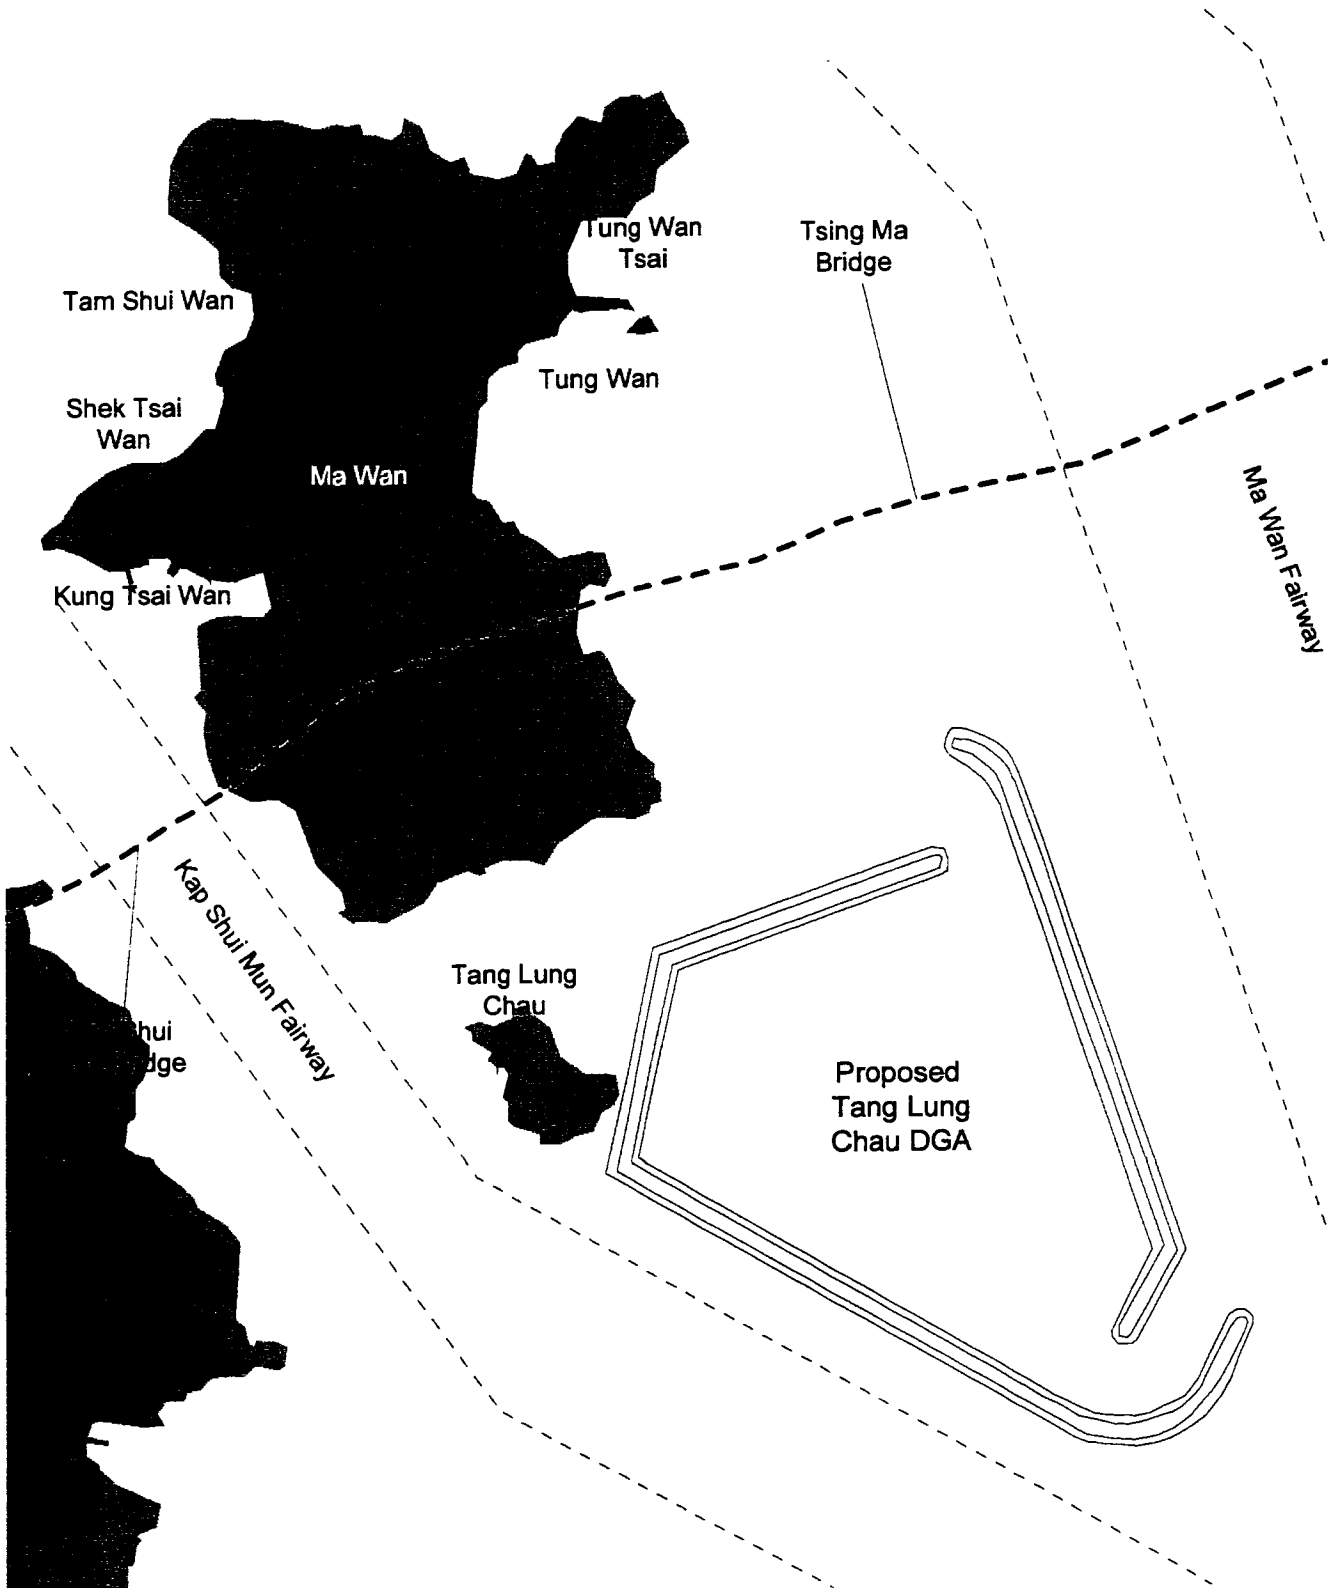 Tung Wan
Tsai
Tsing Ma
Bridge
Tam Shui Wan
Tung Wan
Shek Tsai
Wan
Ma Wan
Ma Wan Fairway
Kung Tsai Wan
Kap Shui Mun Fairway
Tang Lung
Chau
Proposed
Tang Lung
Chau DGA